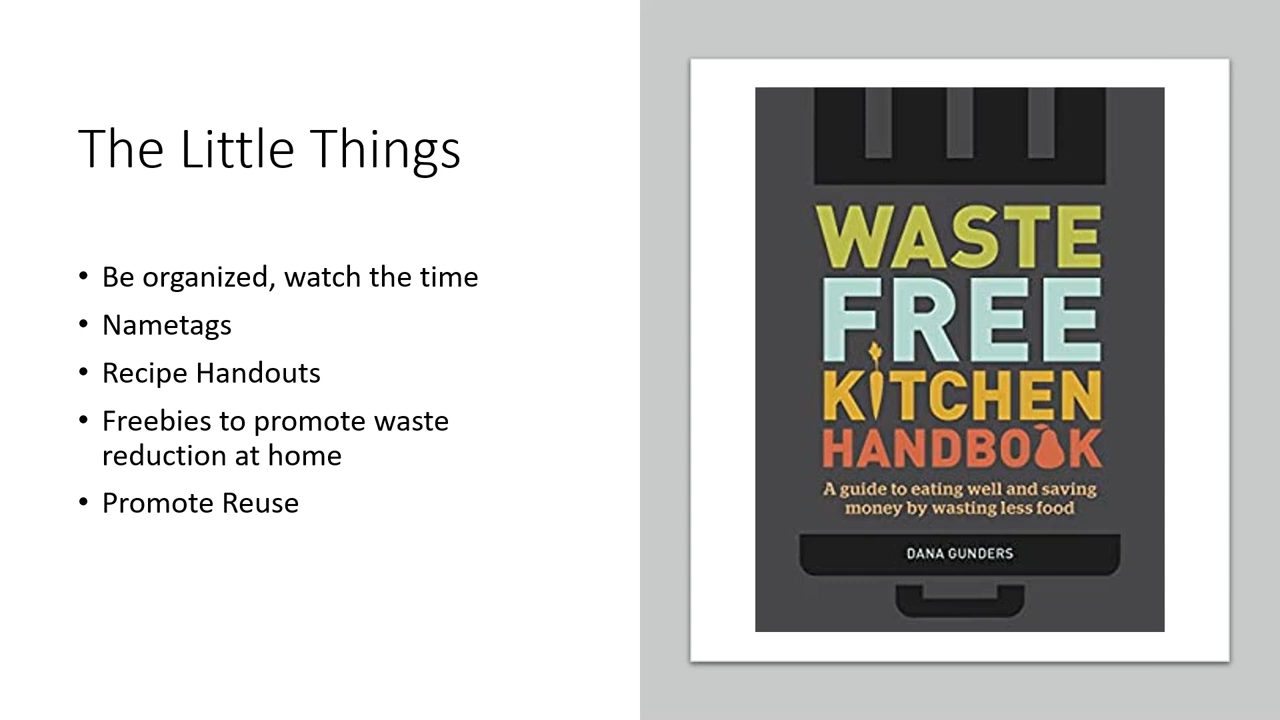 The Little Things
• Be organized, watch the time
• Nametags
• Recipe Handouts
• Freebies to promote waste
reduction at home
• Promote Reuse
WASTE
FREE
KITCHEN
HANDBOOK
A guide to eating well and saving
money by wasting less food
DANA GUNDERS